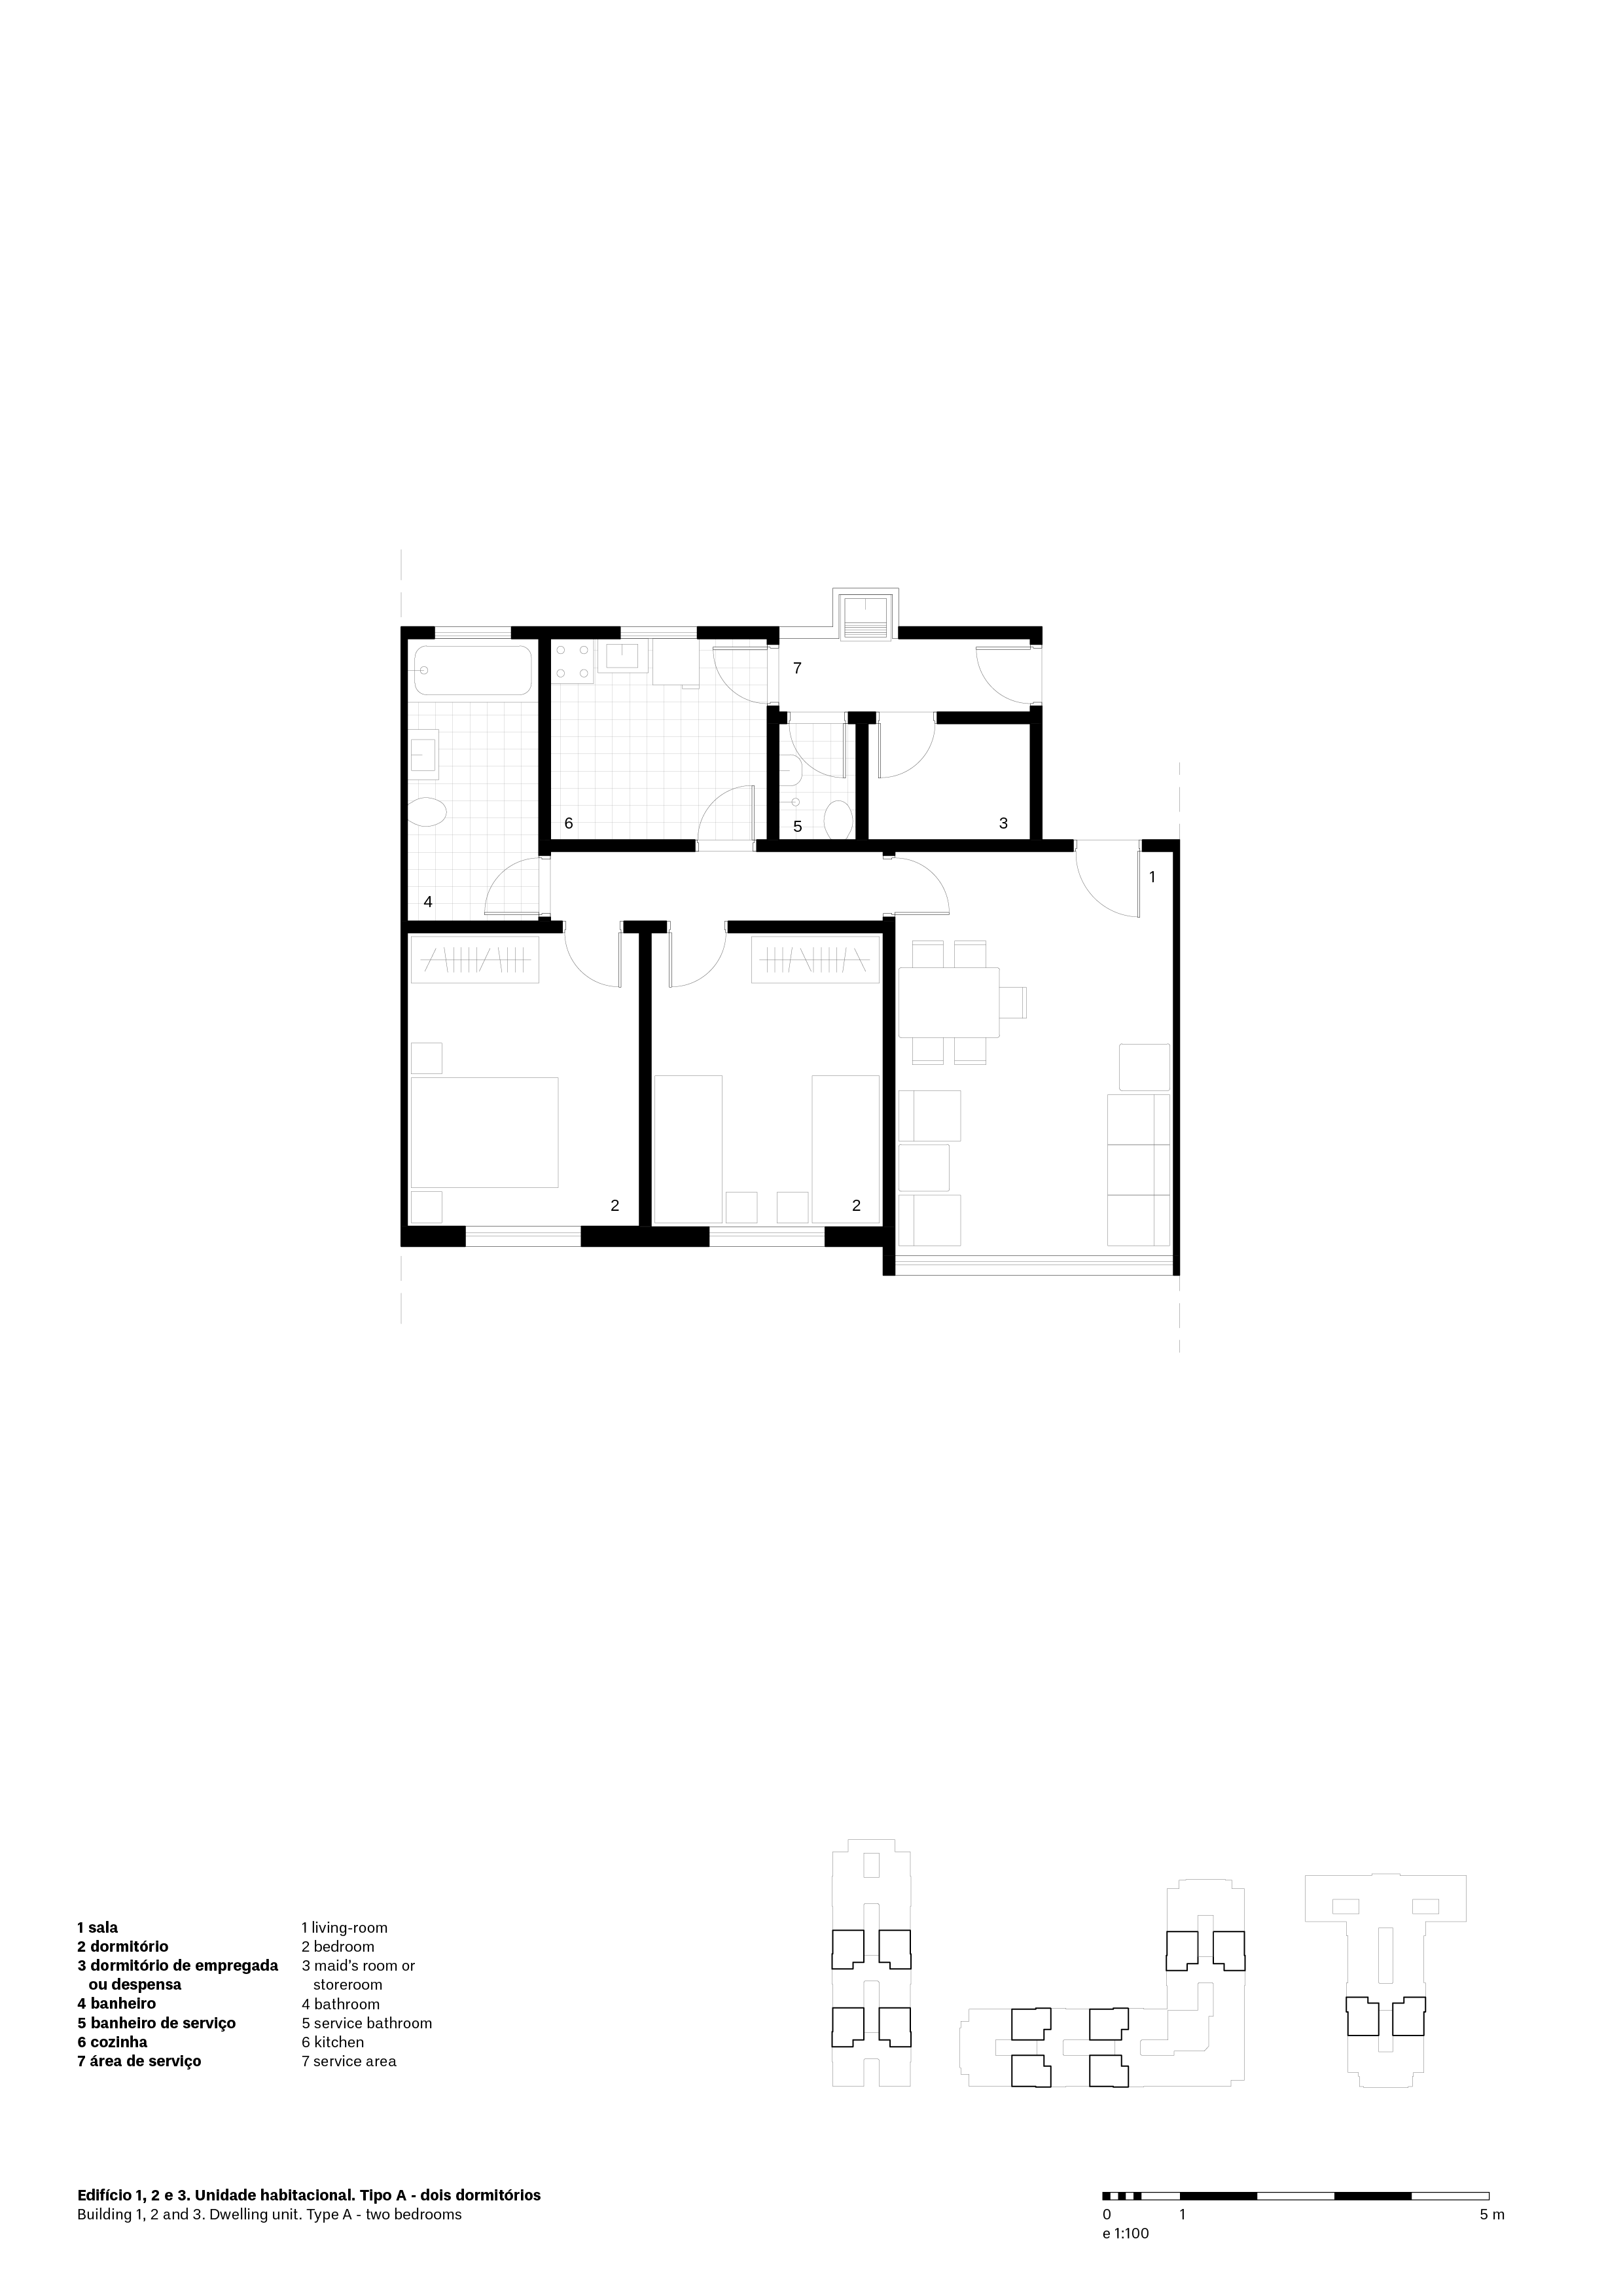 7
6
5
3
1
4
2
2
1 sala
2 dormitório
3 dormitório de empregada
ou despensa
4 banheiro
5 banheiro de serviço
6 cozinha
7 área de serviço
1 living-room
2 bedroom
3 maid’s room or
storeroom
4 bathroom
5 service bathroom
6 kitchen
7 service area
Edifício 1, 2 e 3. Unidade habitacional. Tipo A - dois dormitórios
Building 1, 2 and 3. Dwelling unit. Type A - two bedrooms
0 1 5 m
e 1:100